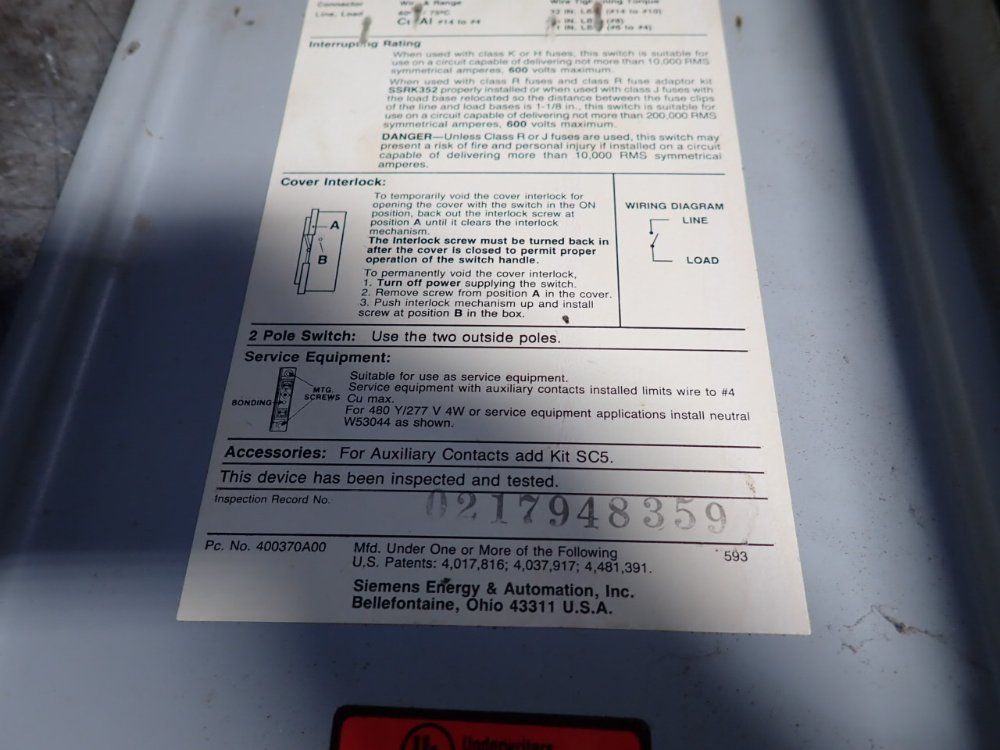 Connector
Line, Load
Range
75°C
#14 to #4
Torque
(#14 to #10)
(#8)
(#6 to #4)
Interrupting Rating
When used with class K or H fuses, this switch is suitable for
use on a circuit capable of delivering not more than 10,000 RMS
symmetrical amperes, 600 volts maximum.
When used with class R fuses and class R fuse adaptor kit
SSRK352 properly installed or when used with class J fuses with
the load base relocated so the distance between the fuse clips
of the line and load bases is 1-1/8 in., this switch is suitable for
use on a circuit capable of delivering not more than 200,000 RMS
symmetrical amperes, 600 volts maximum.
DANGER—Unless Class R or J fuses are used, this switch may
present a risk of fire and personal injury if installed on a circuit
capable of delivering more than 10,000 RMS symmetrical
amperes.
Cover Interlock:
To temporarily void the cover interlock for
opening the cover with the switch in the ON
position, back out the interlock screw at
position A until it clears the interlock
mechanism.
The Interlock screw must be turned back in
after the cover is closed to permit proper
operation of the switch handle.
To permanently void the cover interlock,
1. Turn off power supplying the switch.
2. Remove screw from position A in the cover.
3. Push interlock mechanism up and install
screw at position B in the box.
A
B
WIRING DIAGRAM
LINE
LOAD
2 Pole Switch: Use the two outside poles.
Service Equipment:
BONDING
MTG.
SCREWS
Suitable for use as service equipment.
Service equipment with auxiliary contacts installed limits wire to #4
Cu max.
For 480 Y/277 V 4W or service equipment applications install neutral
W53044 as shown.
Accessories: For Auxiliary Contacts add Kit SC5.
This device has been inspected and tested.
Inspection Record No. 0217948359
Pc. No. 400370A00
Mfd. Under One or More of the Following
U.S. Patents: 4,017,816; 4,037,917; 4,481,391.
593
Siemens Energy & Automation, Inc.
Bellefontaine, Ohio 43311 U.S.A.
UL
Underwriters